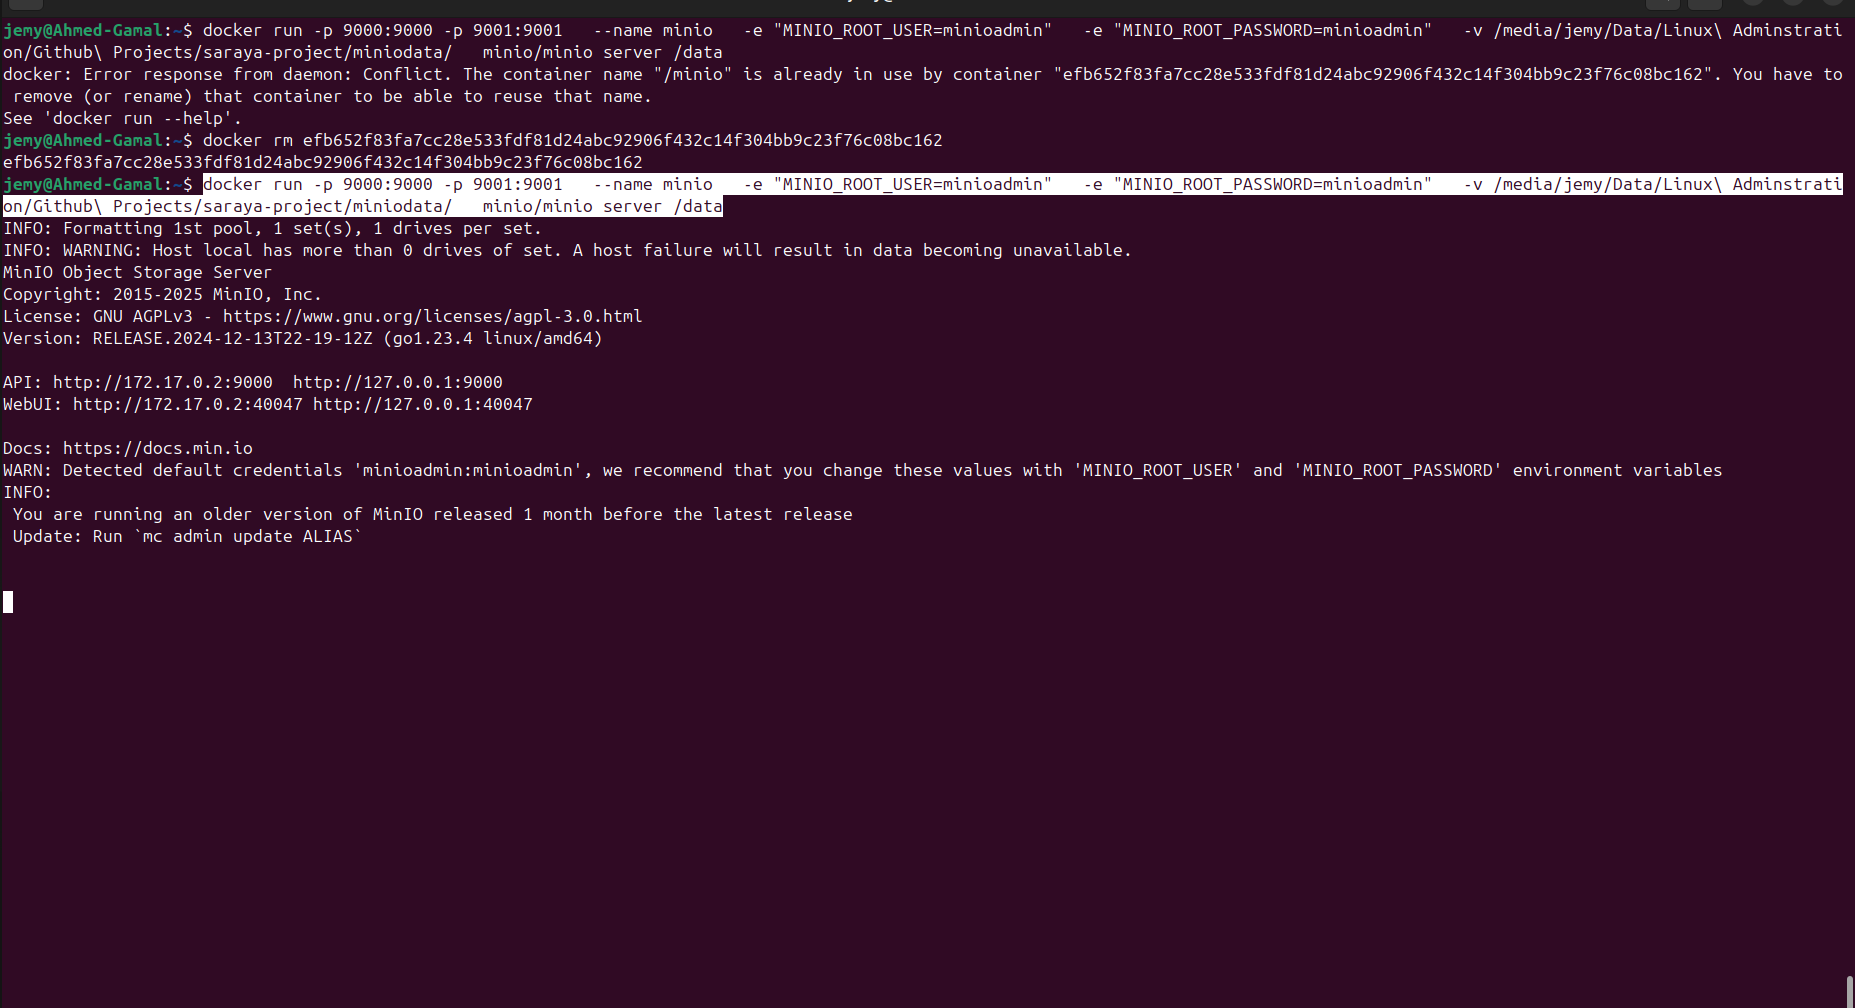 jemy@Ahmed-Gamal:~$ docker run -p 9000:9000 -p 9001:9001   --name minio   -e "MINIO_ROOT_USER=minioadmin"   -e "MINIO_ROOT_PASSWORD=minioadmin"   -v /media/jemy/Data/Linux\ Adminstrati
on/Github\ Projects/saraya-project/miniodata/   minio/minio server /data
docker: Error response from daemon: Conflict. The container name "/minio" is already in use by container "efb652f83fa7cc28e533fdf81d24abc92906f432c14f304bb9c23f76c08bc162". You have to
 remove (or rename) that container to be able to reuse that name.
See 'docker run --help'.
jemy@Ahmed-Gamal:~$ docker rm efb652f83fa7cc28e533fdf81d24abc92906f432c14f304bb9c23f76c08bc162
efb652f83fa7cc28e533fdf81d24abc92906f432c14f304bb9c23f76c08bc162
jemy@Ahmed-Gamal:~$ docker run -p 9000:9000 -p 9001:9001   --name minio   -e "MINIO_ROOT_USER=minioadmin"   -e "MINIO_ROOT_PASSWORD=minioadmin"   -v /media/jemy/Data/Linux\ Adminstrati
on/Github\ Projects/saraya-project/miniodata/   minio/minio server /data
INFO: Formatting 1st pool, 1 set(s), 1 drives per set.
INFO: WARNING: Host local has more than 0 drives of set. A host failure will result in data becoming unavailable.
MinIO Object Storage Server
Copyright: 2015-2025 MinIO, Inc.
License: GNU AGPLv3 - https://www.gnu.org/licenses/agpl-3.0.html
Version: RELEASE.2024-12-13T22-19-12Z (go1.23.4 linux/amd64)
API: http://172.17.0.2:9000  http://127.0.0.1:9000
WebUI: http://172.17.0.2:40047 http://127.0.0.1:40047
Docs: https://docs.min.io
WARN: Detected default credentials 'minioadmin:minioadmin', we recommend that you change these values with 'MINIO_ROOT_USER' and 'MINIO_ROOT_PASSWORD' environment variables
INFO:
 You are running an older version of MinIO released 1 month before the latest release
 Update: Run `mc admin update ALIAS`